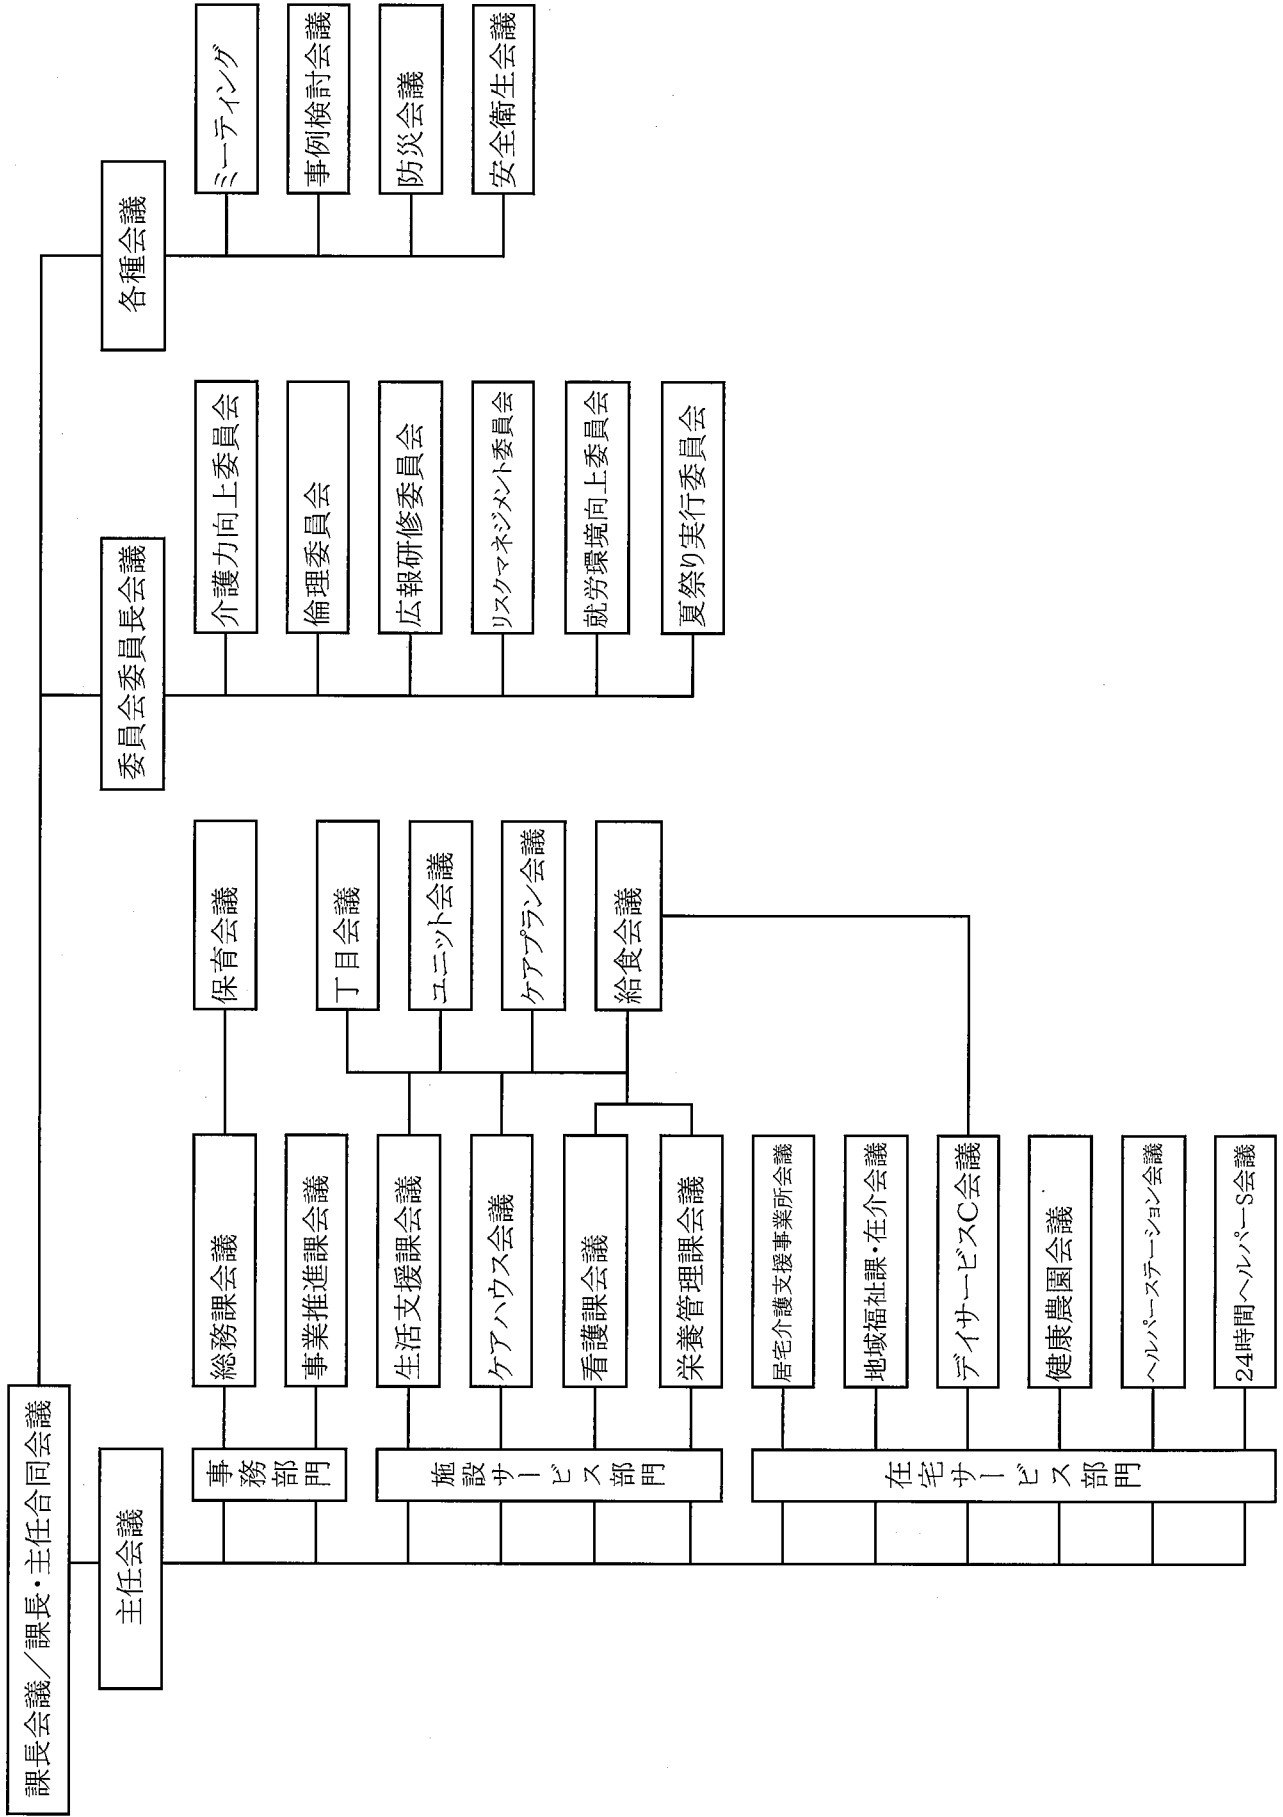 課長会議／課長・主任合同会議
主任会議
事務部門
総務課会議
保育会議
事業推進課会議
施設サービス部門
生活支援課会議
ケアハウス会議
看護課会議
栄養管理課会議
丁目会議
ユニット会議
ケアプラン会議
給食会議
在宅サービス部門
居宅介護支援事業所会議
地域福祉課・在介会議
デイサービスC会議
健康農園会議
ヘルパーステーション会議
24時間ヘルパーS会議
委員会委員長会議
介護力向上委員会
倫理委員会
広報研修委員会
リスクマネジメント委員会
就労環境向上委員会
夏祭り実行委員会
各種会議
ミーティング
事例検討会議
防災会議
安全衛生会議